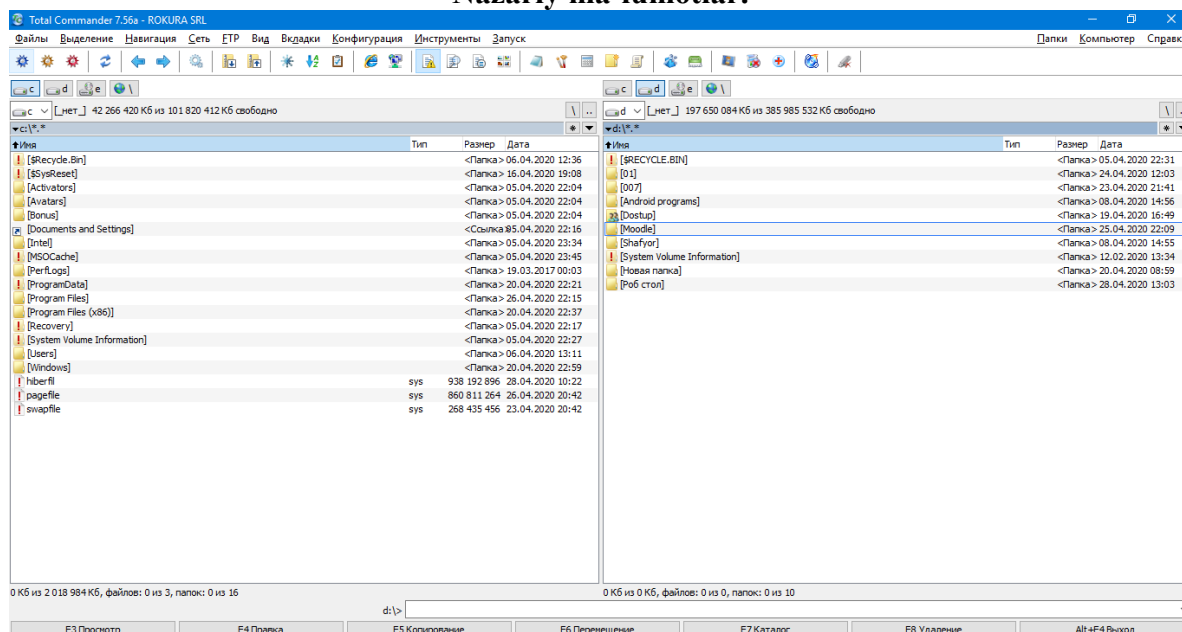 Nazariy ma'lumotlar:
Total Commander 7.56a - ROKURA SRL
Файлы Выделение Навигация Сеть FTP Вид Вкладки Конфигурация Инструменты Запуск Папки Компьютер Справк
c d e \ c d e \
c [_нет_] 42 266 420 Кб из 101 820 412 Кб свободно \ .. d [_нет_] 197 650 084 Кб из 385 985 532 Кб свободно \
c:\*.* * d:\*.* *
Имя Тип Размер Дата Имя Тип Размер Дата
[$Recycle.Bin] <Папка> 06.04.2020 12:36 [$RECYCLE.BIN] <Папка> 05.04.2020 22:31
[$SysReset] <Папка> 16.04.2020 19:08 [01] <Папка> 24.04.2020 12:03
[Activators] <Папка> 05.04.2020 22:04 [007] <Папка> 23.04.2020 21:41
[Avatars] <Папка> 05.04.2020 22:04 [Android programs] <Папка> 08.04.2020 14:56
[Bonus] <Папка> 05.04.2020 22:04 [Dostup] <Папка> 19.04.2020 16:49
[Documents and Settings] <Ссылка> 05.04.2020 22:16 [Moodle] <Папка> 25.04.2020 22:09
[Intel] <Папка> 05.04.2020 23:34 [Shafyor] <Папка> 08.04.2020 14:55
[MSOCache] <Папка> 05.04.2020 23:45 [System Volume Information] <Папка> 12.02.2020 13:34
[PerfLogs] <Папка> 19.03.2017 00:03 [Новая папка] <Папка> 20.04.2020 08:59
[ProgramData] <Папка> 20.04.2020 22:21 [Роб стол] <Папка> 28.04.2020 13:03
[Program Files] <Папка> 26.04.2020 22:15
[Program Files (x86)] <Папка> 20.04.2020 22:37
[Recovery] <Папка> 05.04.2020 22:17
[System Volume Information] <Папка> 05.04.2020 22:27
[Users] <Папка> 06.04.2020 13:11
[Windows] <Папка> 20.04.2020 22:59
hiberfil sys 938 192 896 28.04.2020 10:22
pagefile sys 860 811 264 26.04.2020 20:42
swapfile sys 268 435 456 23.04.2020 20:42
0 Кб из 2 018 984 Кб, файлов: 0 из 3, папок: 0 из 16 0 Кб из 0 Кб, файлов: 0 из 0, папок: 0 из 10
d:\>
F3 Просмотр F4 Правка F5 Копирование F6 Перемещение F7 Каталог F8 Удаление Alt+F4 Выход